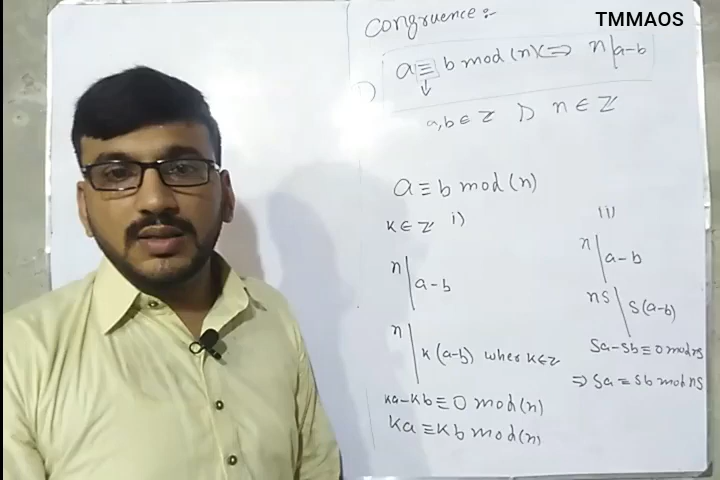 TMMAOS
Congruence:-
a ≡ b mod(n) ⟺ n|a-b
a,b ∈ Z n ∈ Z
a ≡ b mod(n)
K ∈ Z i)
n|a-b
n|K(a-b) wher K∈Z
Ka-Kb ≡ 0 mod(n)
Ka ≡ Kb mod(n)
ii)
n|a-b
ns|s(a-b)
Sa-Sb ≡ 0 mod ns
⇒ Sa ≡ Sb mod ns